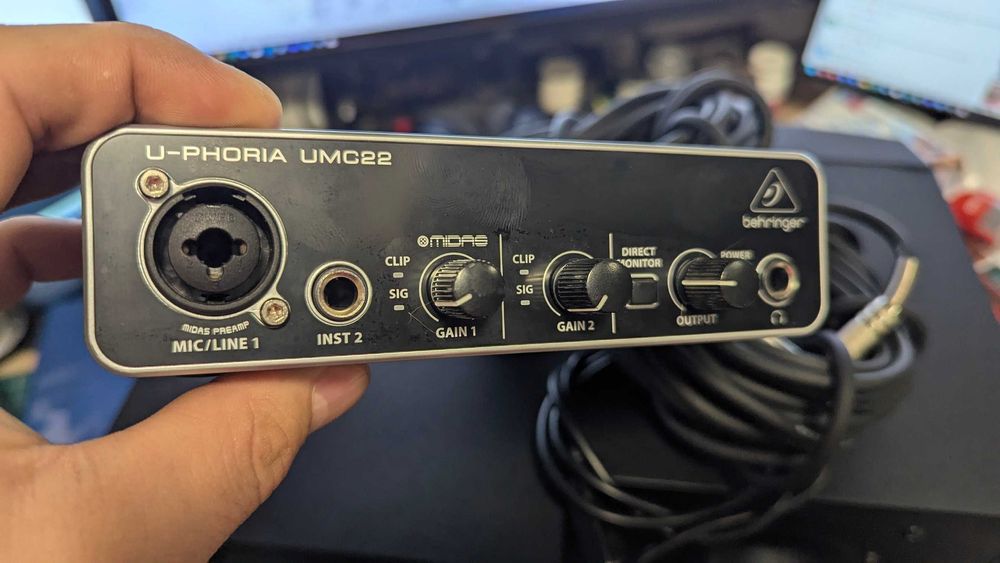 U-PHORIA UMC22
MIDAS PREAMP
MIC/LINE 1
INST 2
MIDAS
CLIP
SIG
GAIN 1
CLIP
SIG
GAIN 2
DIRECT
MONITOR
POWER
OUTPUT
behringer